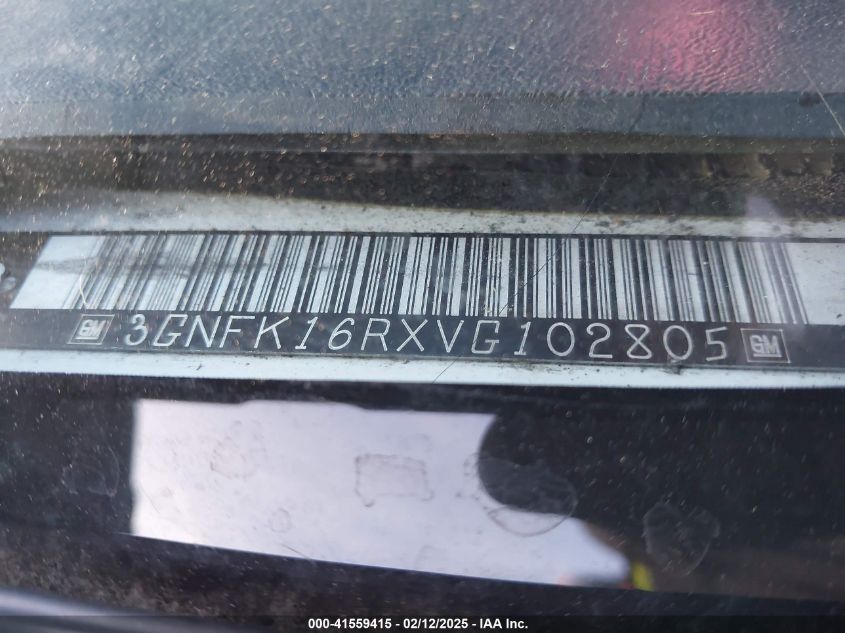 GM 3GNFK16RXVG102805 GM
000-41559415 - 02/12/2025 - IAA Inc.